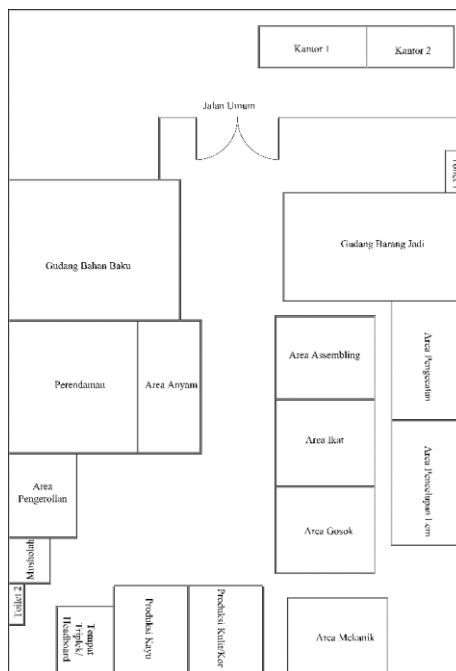 Kantor 1
Kantor 2
Jalan Umum
Gudang Bahan Baku
Gudang Barang Jadi
Perendaman
Area Anyam
Area Assembling
Area Pengecatan
Area Ikat
Area Pencelupan Lem
Area
Pengerollan
Area Gosok
Musholah
Toilet 2
Tempat
Triplek/
Headboard
Produksi Kayu
Produksi Kulit/Kor
Area Mekanik